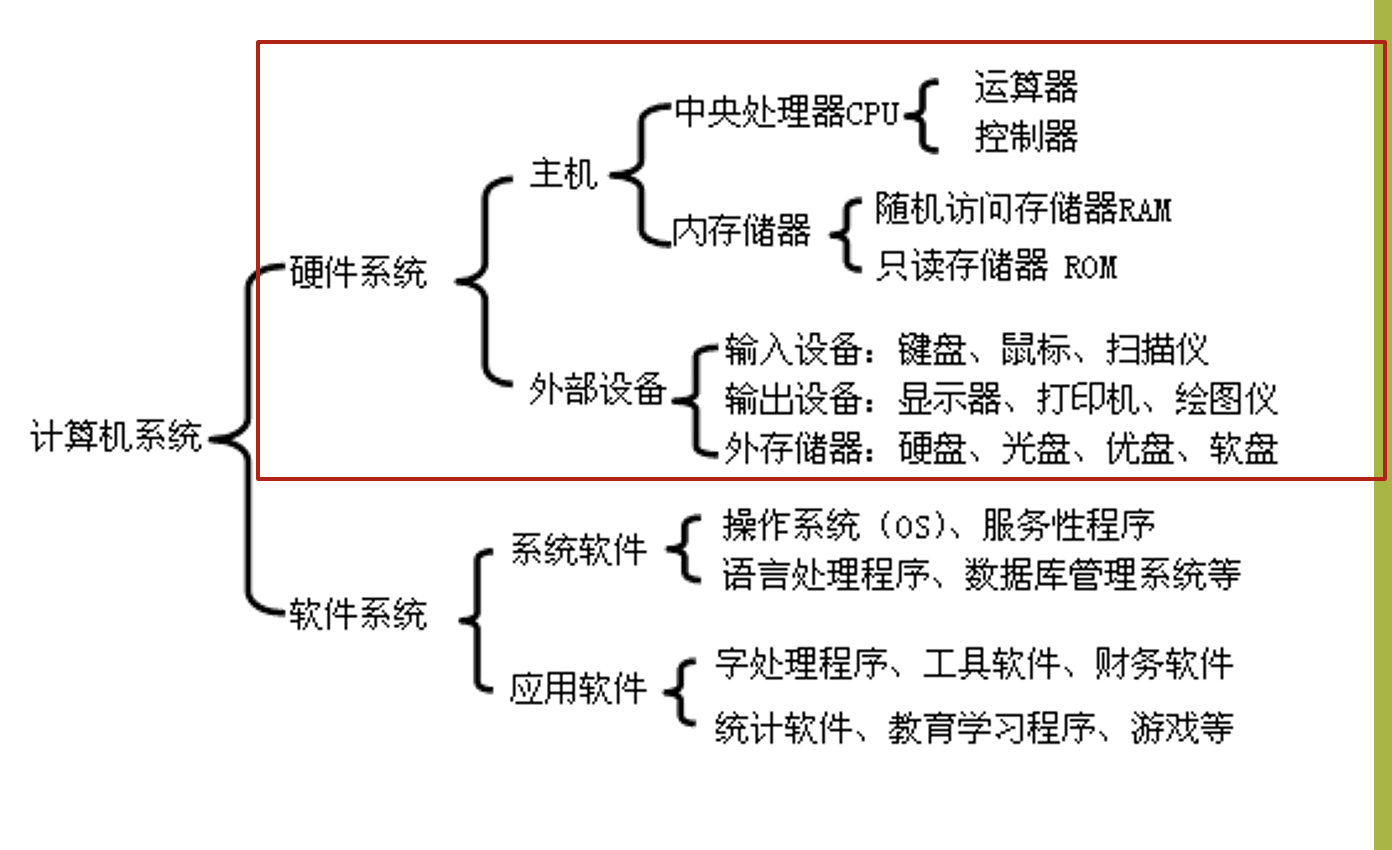 运算器
中央处理器CPU
控制器
主机
随机访问存储器RAM
内存储器
只读存储器 ROM
硬件系统
输入设备：键盘、鼠标、扫描仪
外部设备
输出设备：显示器、打印机、绘图仪
外存储器：硬盘、光盘、优盘、软盘
计算机系统
操作系统（OS）、服务性程序
系统软件
语言处理程序、数据库管理系统等
软件系统
字处理程序、工具软件、财务软件
应用软件
统计软件、教育学习程序、游戏等